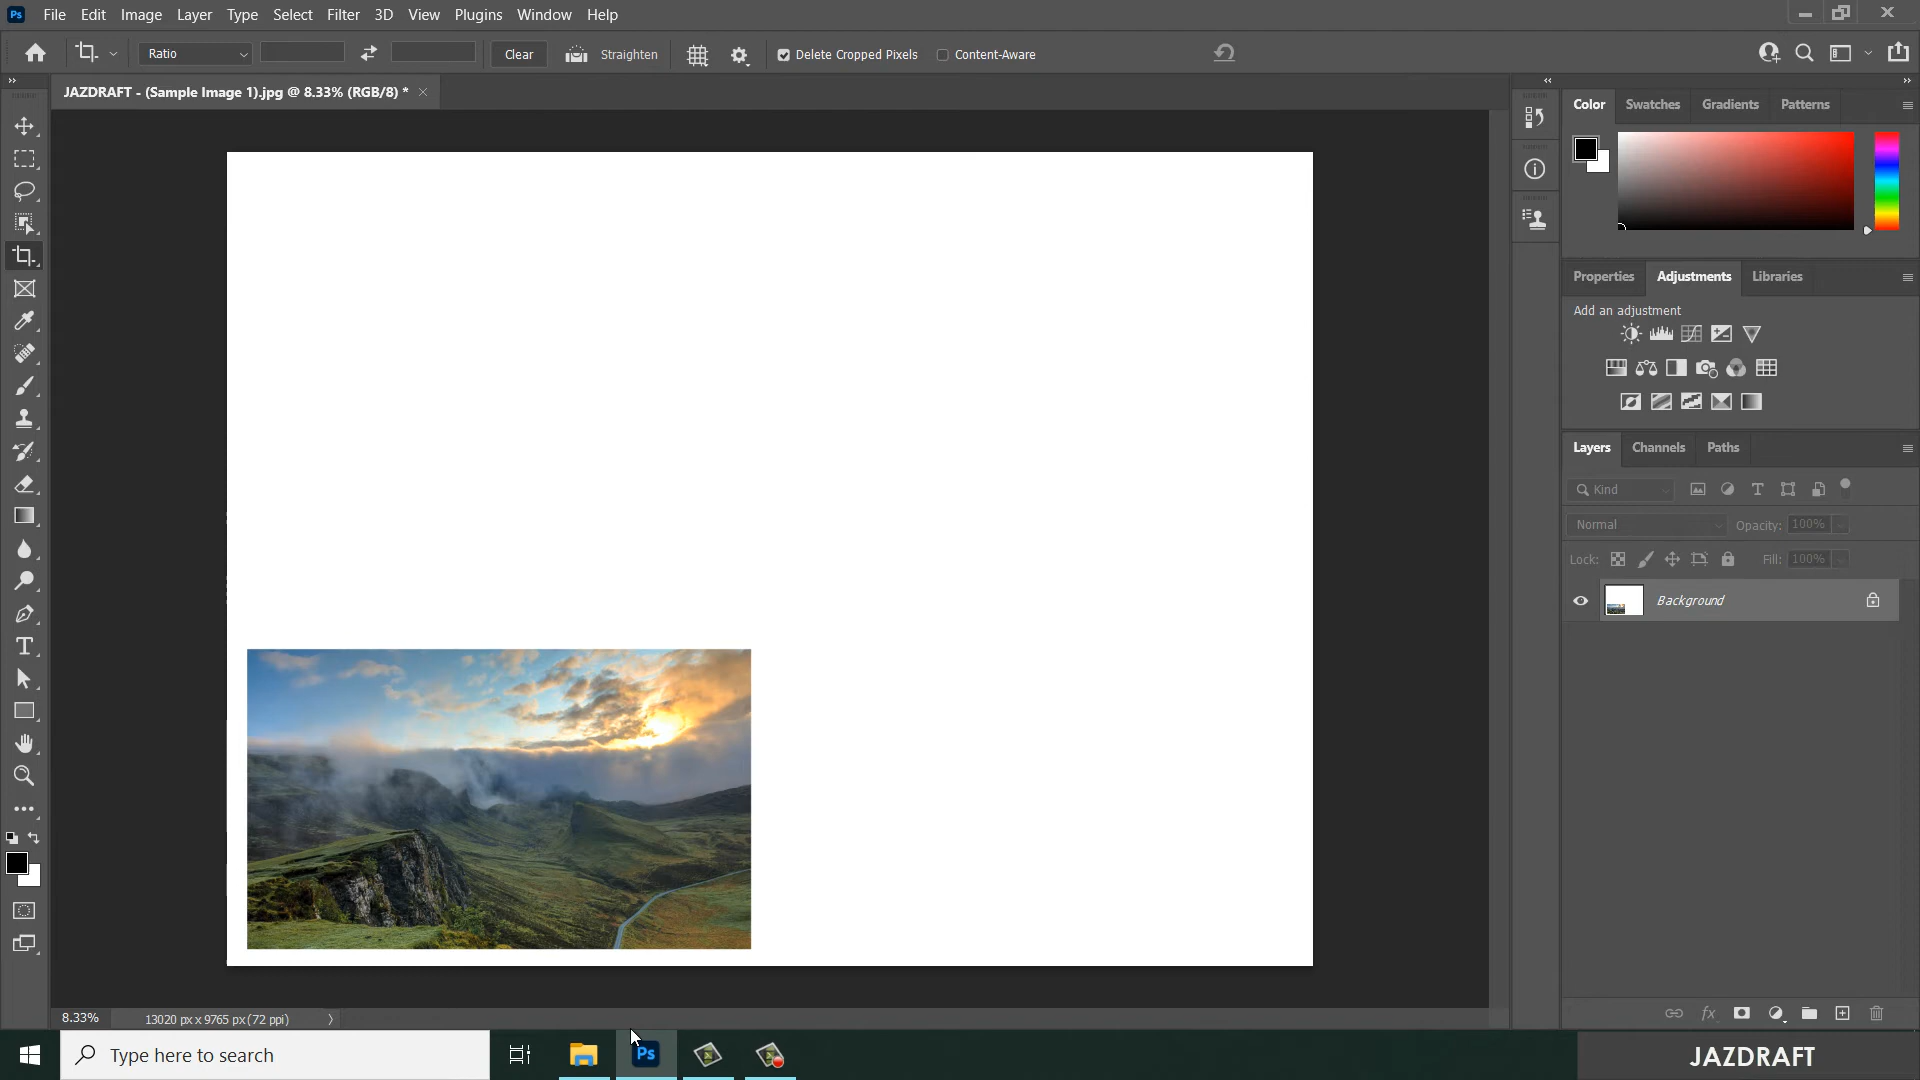 Ps File Edit Image Layer Type Select Filter 3D View Plugins Window Help
Ratio Clear Straighten Delete Cropped Pixels Content-Aware
JAZDRAFT - (Sample Image 1).jpg @ 8.33% (RGB/8) *
Color Swatches Gradients Patterns
Properties Adjustments Libraries
Add an adjustment
Layers Channels Paths
Kind
Normal Opacity: 100%
Lock: Fill: 100%
Background
fx
8.33% 13020 px x 9765 px (72 ppi)
Type here to search
Ps
JAZDRAFT